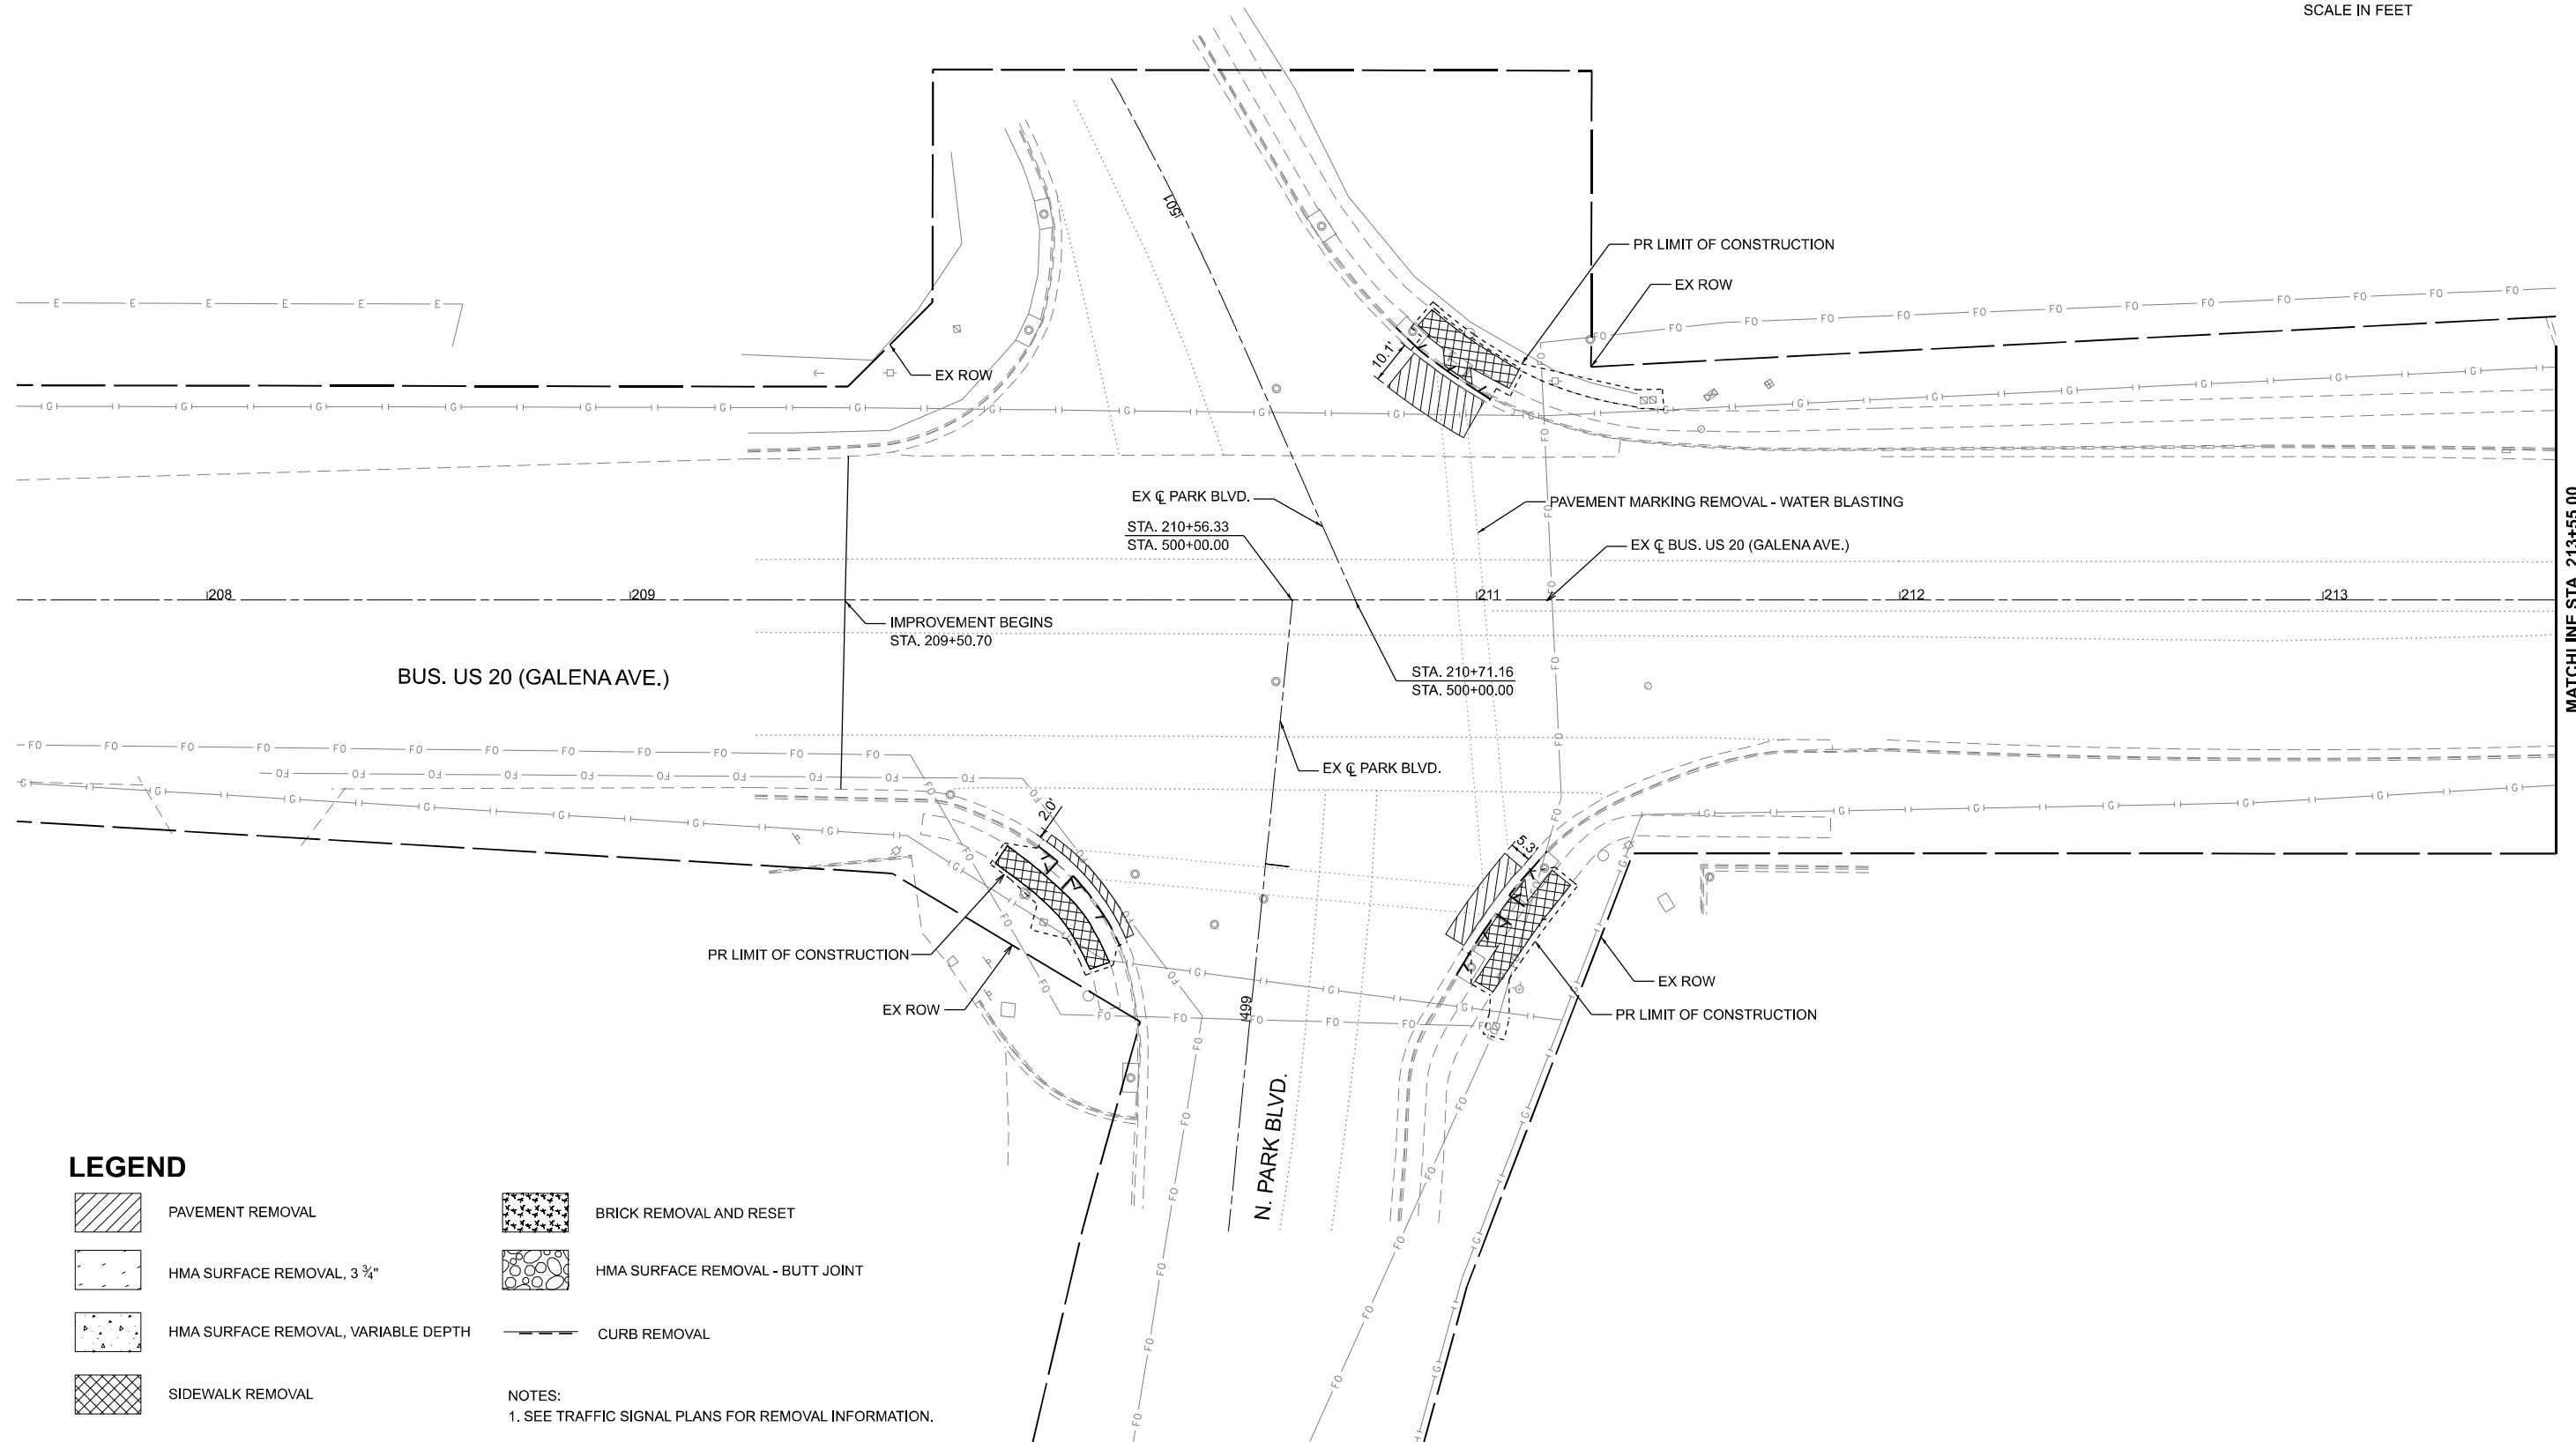 SCALE IN FEET
501
PR LIMIT OF CONSTRUCTION
EX ROW
EX ROW
10.1'
EX ℄ PARK BLVD.
STA. 210+56.33
STA. 500+00.00
PAVEMENT MARKING REMOVAL - WATER BLASTING
EX ℄ BUS. US 20 (GALENA AVE.)
MATCHLINE STA. 213+55.00
208
209
211
212
213
IMPROVEMENT BEGINS
STA. 209+50.70
BUS. US 20 (GALENA AVE.)
STA. 210+71.16
STA. 500+00.00
EX ℄ PARK BLVD.
2.0'
5.3'
PR LIMIT OF CONSTRUCTION
EX ROW
499
EX ROW
PR LIMIT OF CONSTRUCTION
N. PARK BLVD.
LEGEND
PAVEMENT REMOVAL
BRICK REMOVAL AND RESET
HMA SURFACE REMOVAL, 3 ¾"
HMA SURFACE REMOVAL - BUTT JOINT
HMA SURFACE REMOVAL, VARIABLE DEPTH
CURB REMOVAL
SIDEWALK REMOVAL
NOTES:
1. SEE TRAFFIC SIGNAL PLANS FOR REMOVAL INFORMATION.